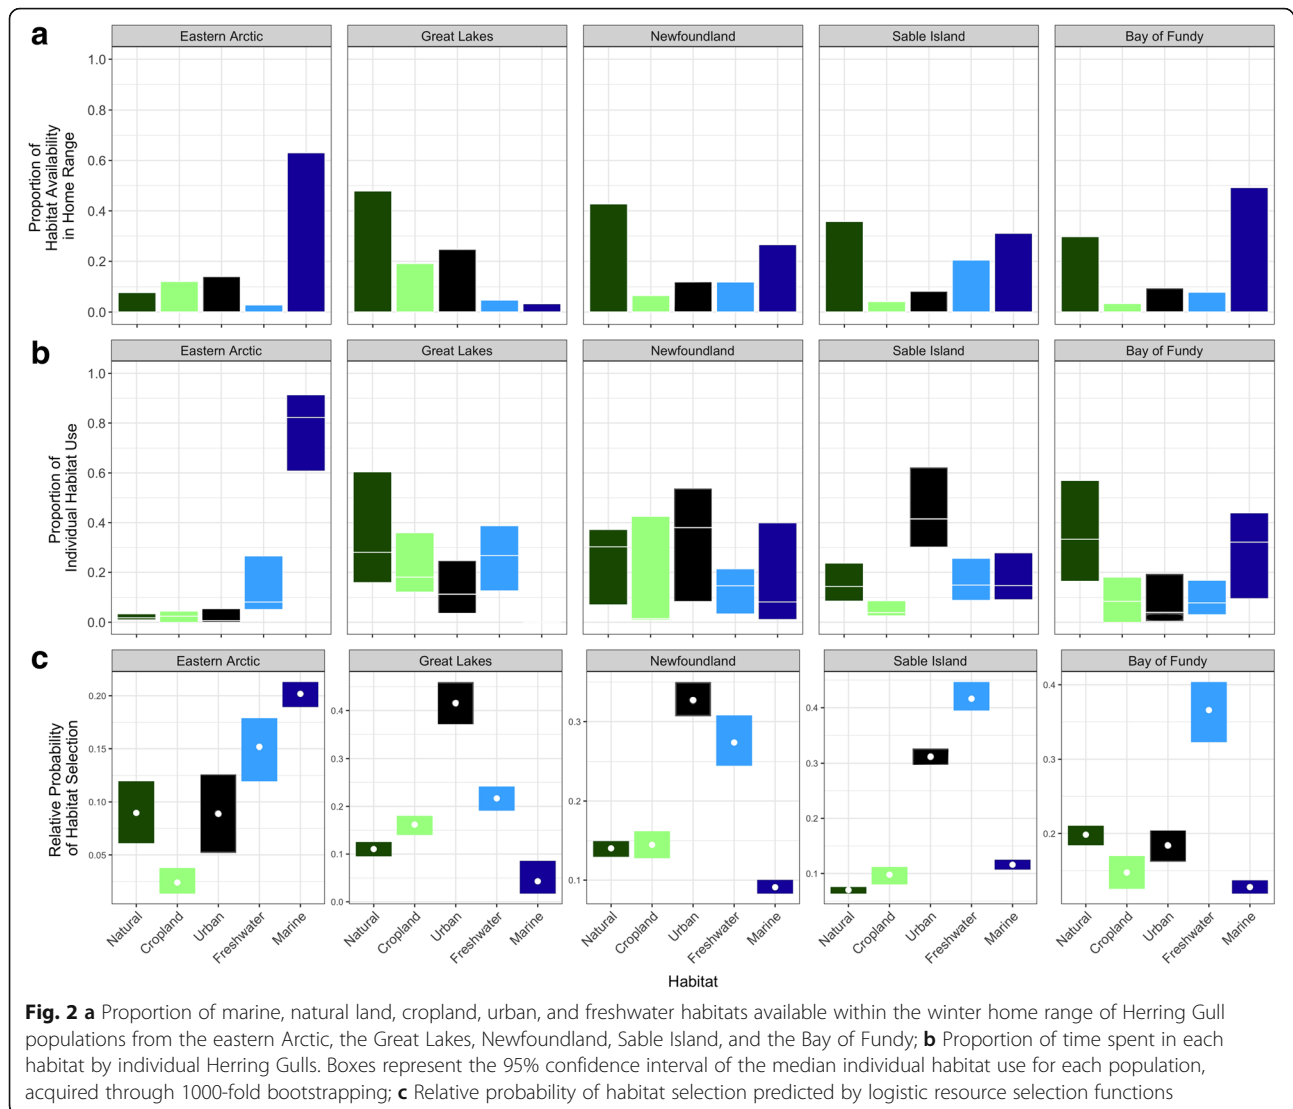 a
Eastern Arctic
Great Lakes
Newfoundland
Sable Island
Bay of Fundy
Proportion of
Habitat Availability
in Home Range
1.0
0.8
0.6
0.4
0.2
0.0
b
Eastern Arctic
Great Lakes
Newfoundland
Sable Island
Bay of Fundy
Proportion of
Individual Habitat Use
1.0
0.8
0.6
0.4
0.2
0.0
c
Eastern Arctic
Great Lakes
Newfoundland
Sable Island
Bay of Fundy
Relative Probability
of Habitat Selection
0.20
0.15
0.10
0.05
0.4
0.3
0.2
0.1
0.0
0.3
0.2
0.1
0.4
0.3
0.2
0.1
0.4
0.3
0.2
Natural
Cropland
Urban
Freshwater
Marine
Natural
Cropland
Urban
Freshwater
Marine
Natural
Cropland
Urban
Freshwater
Marine
Natural
Cropland
Urban
Freshwater
Marine
Natural
Cropland
Urban
Freshwater
Marine
Habitat
Fig. 2 a Proportion of marine, natural land, cropland, urban, and freshwater habitats available within the winter home range of Herring Gull
populations from the eastern Arctic, the Great Lakes, Newfoundland, Sable Island, and the Bay of Fundy; b Proportion of time spent in each
habitat by individual Herring Gulls. Boxes represent the 95% confidence interval of the median individual habitat use for each population,
acquired through 1000-fold bootstrapping; c Relative probability of habitat selection predicted by logistic resource selection functions